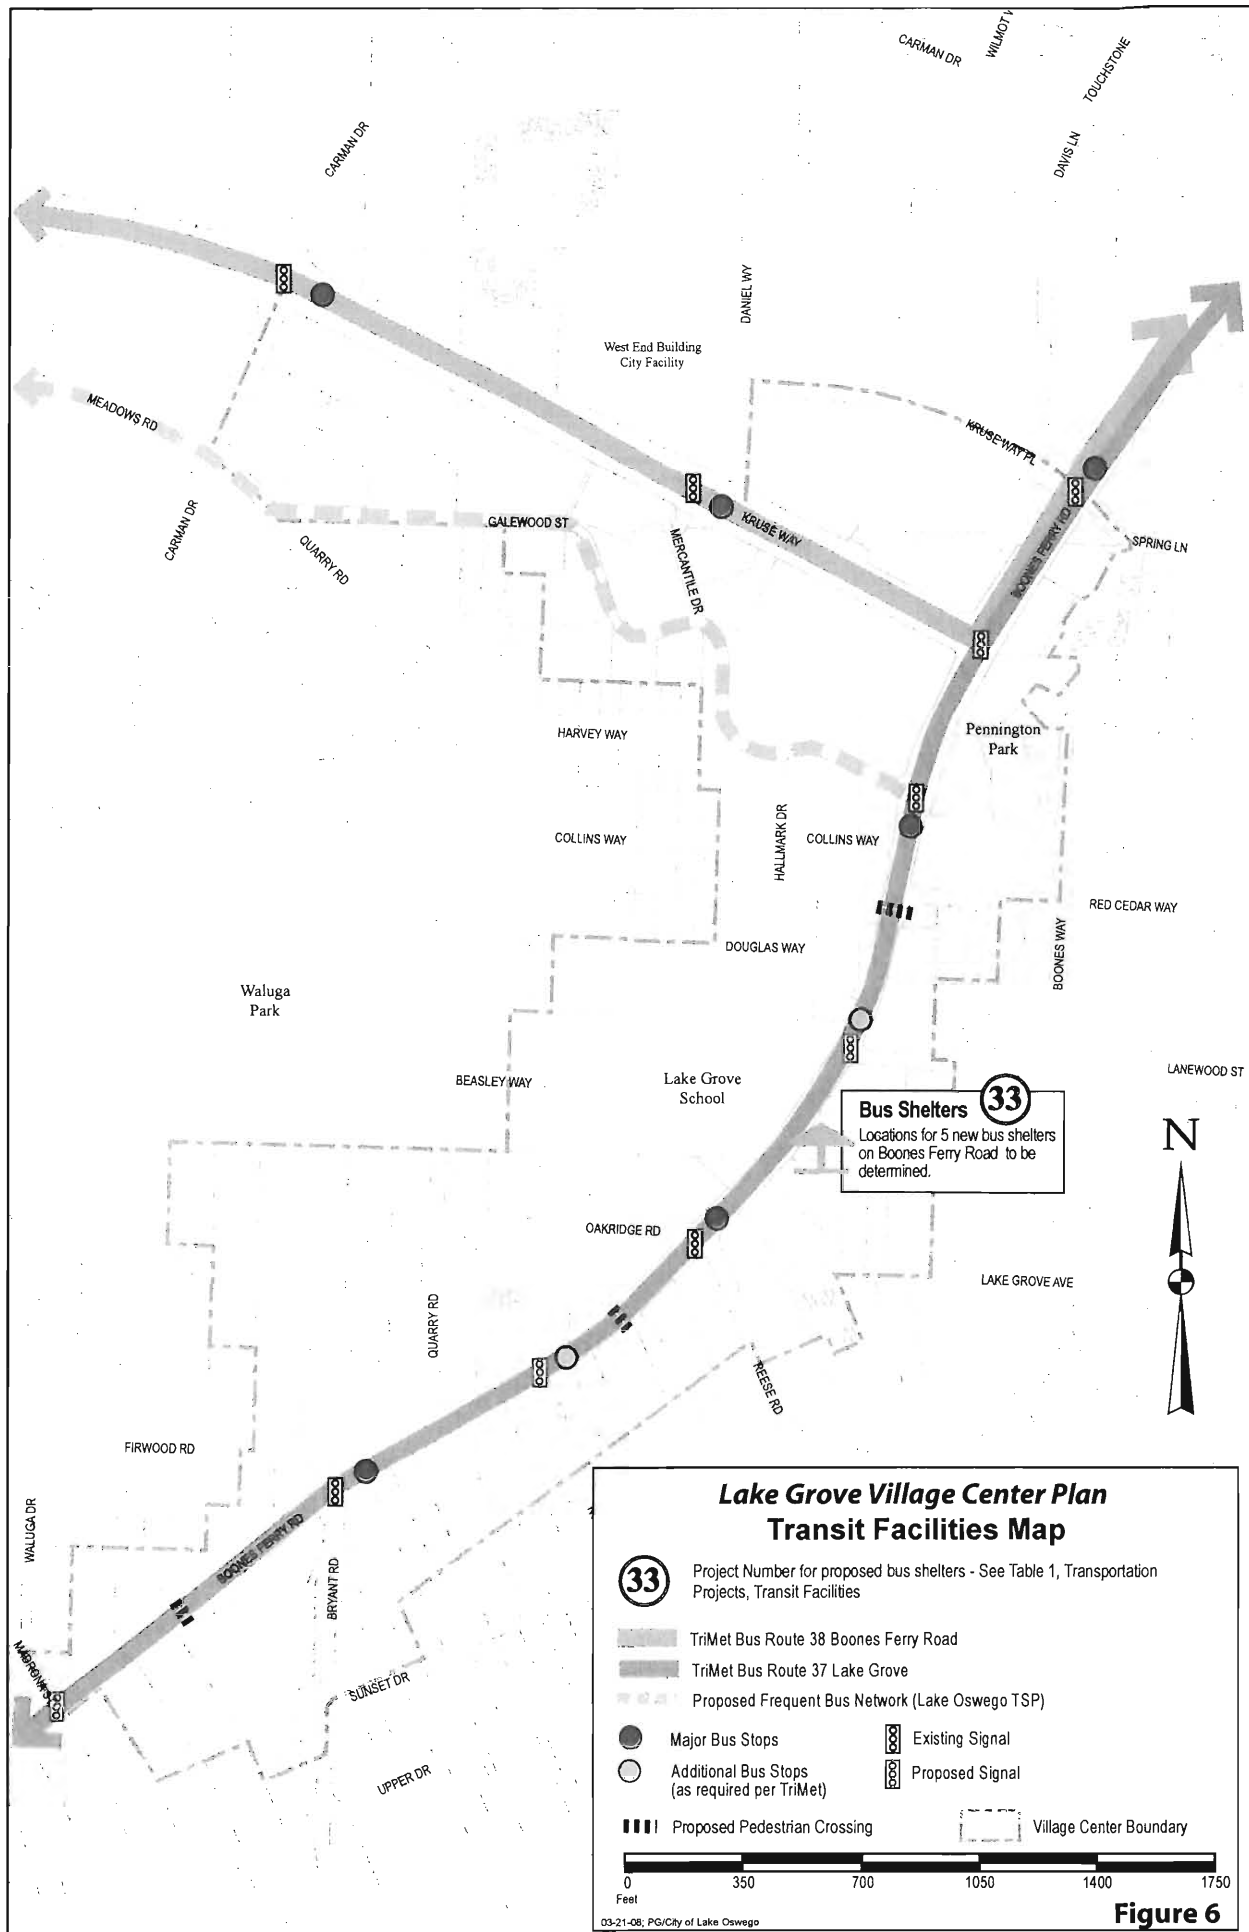 CARMAN DR
WILMOT
TOUCHSTONE
DAVIS LN
CARMAN DR
DANIEL WY
West End Building
City Facility
MEADOWS RD
KRUSE WAY PL
CARMAN DR
QUARRY RD
GALEWOOD ST
MERCANTILE DR
KRUSE WAY
BOONES FERRY RD
SPRING LN
HARVEY WAY
Pennington
Park
COLLINS WAY
HALLMARK DR
COLLINS WAY
RED CEDAR WAY
BOONES WAY
DOUGLAS WAY
Waluga
Park
BEASLEY WAY
Lake Grove
School
LANEWOOD ST
Bus Shelters 33
Locations for 5 new bus shelters
on Boones Ferry Road to be
determined.
N
OAKRIDGE RD
LAKE GROVE AVE
QUARRY RD
REESE RD
FIRWOOD RD
WALUGA DR
BOONES FERRY RD
BRYANT RD
SUNSET DR
UPPER DR
Lake Grove Village Center Plan
Transit Facilities Map
33 Project Number for proposed bus shelters - See Table 1, Transportation
Projects, Transit Facilities
TriMet Bus Route 38 Boones Ferry Road
TriMet Bus Route 37 Lake Grove
Proposed Frequent Bus Network (Lake Oswego TSP)
Major Bus Stops
Existing Signal
Additional Bus Stops
(as required per TriMet)
Proposed Signal
Proposed Pedestrian Crossing
Village Center Boundary
0 350 700 1050 1400 1750
Feet
03-21-08; PG/City of Lake Oswego
Figure 6